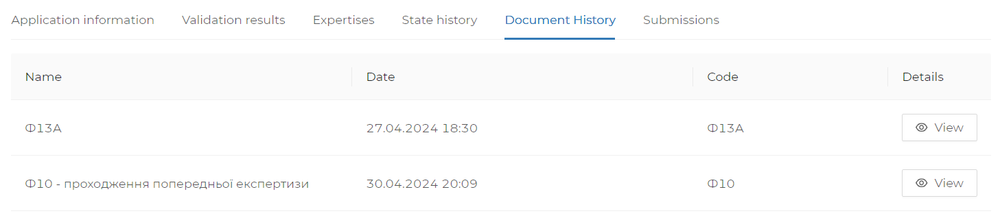 Application information Validation results Expertises State history Document History Submissions
Name Date Code Details
Ф13А 27.04.2024 18:30 Ф13А View
Ф10 - проходження попередньої експертизи 30.04.2024 20:09 Ф10 View